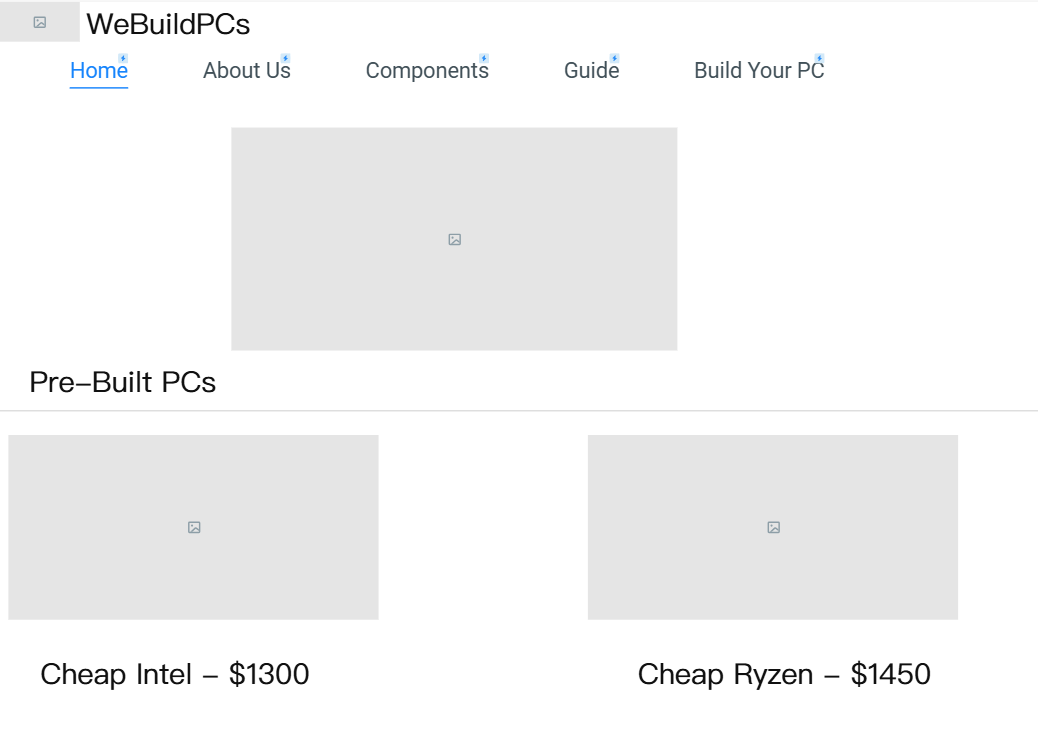 WeBuildPCs
Home About Us Components Guide Build Your PC
Pre-Built PCs
Cheap Intel - $1300 Cheap Ryzen - $1450